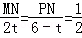 MN/2t = PN/(6-t) = 1/2